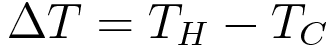 ΔT = T_H − T_C